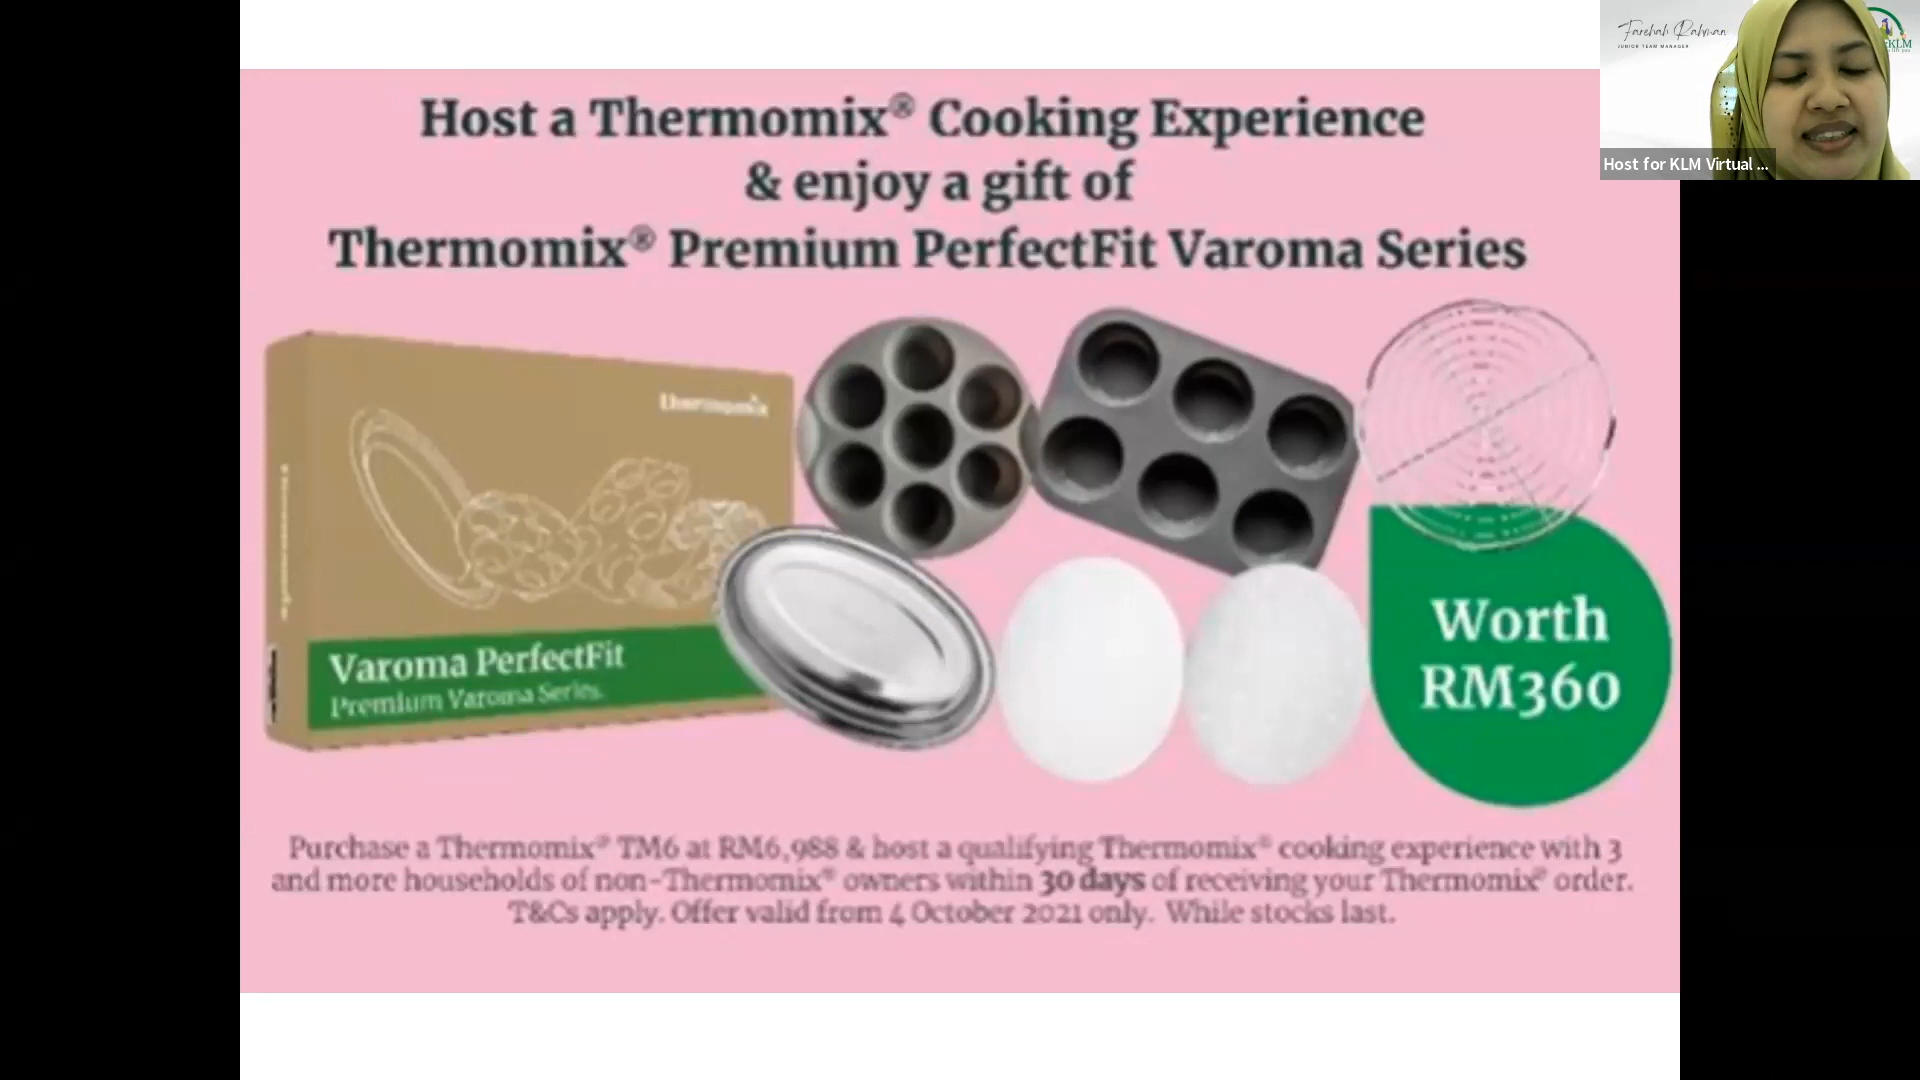 Host a Thermomix® Cooking Experience
& enjoy a gift of
Thermomix® Premium PerfectFit Varoma Series
Farehah Rahman
JUNIOR TEAM MANAGER
KLM
Host for KLM Virtual ...
thermomix
Varoma PerfectFit
Premium Varoma Series.
Worth
RM360
Purchase a Thermomix® TM6 at RM6,988 & host a qualifying Thermomix® cooking experience with 3
and more households of non-Thermomix® owners within 30 days of receiving your Thermomix® order.
T&Cs apply. Offer valid from 4 October 2021 only. While stocks last.